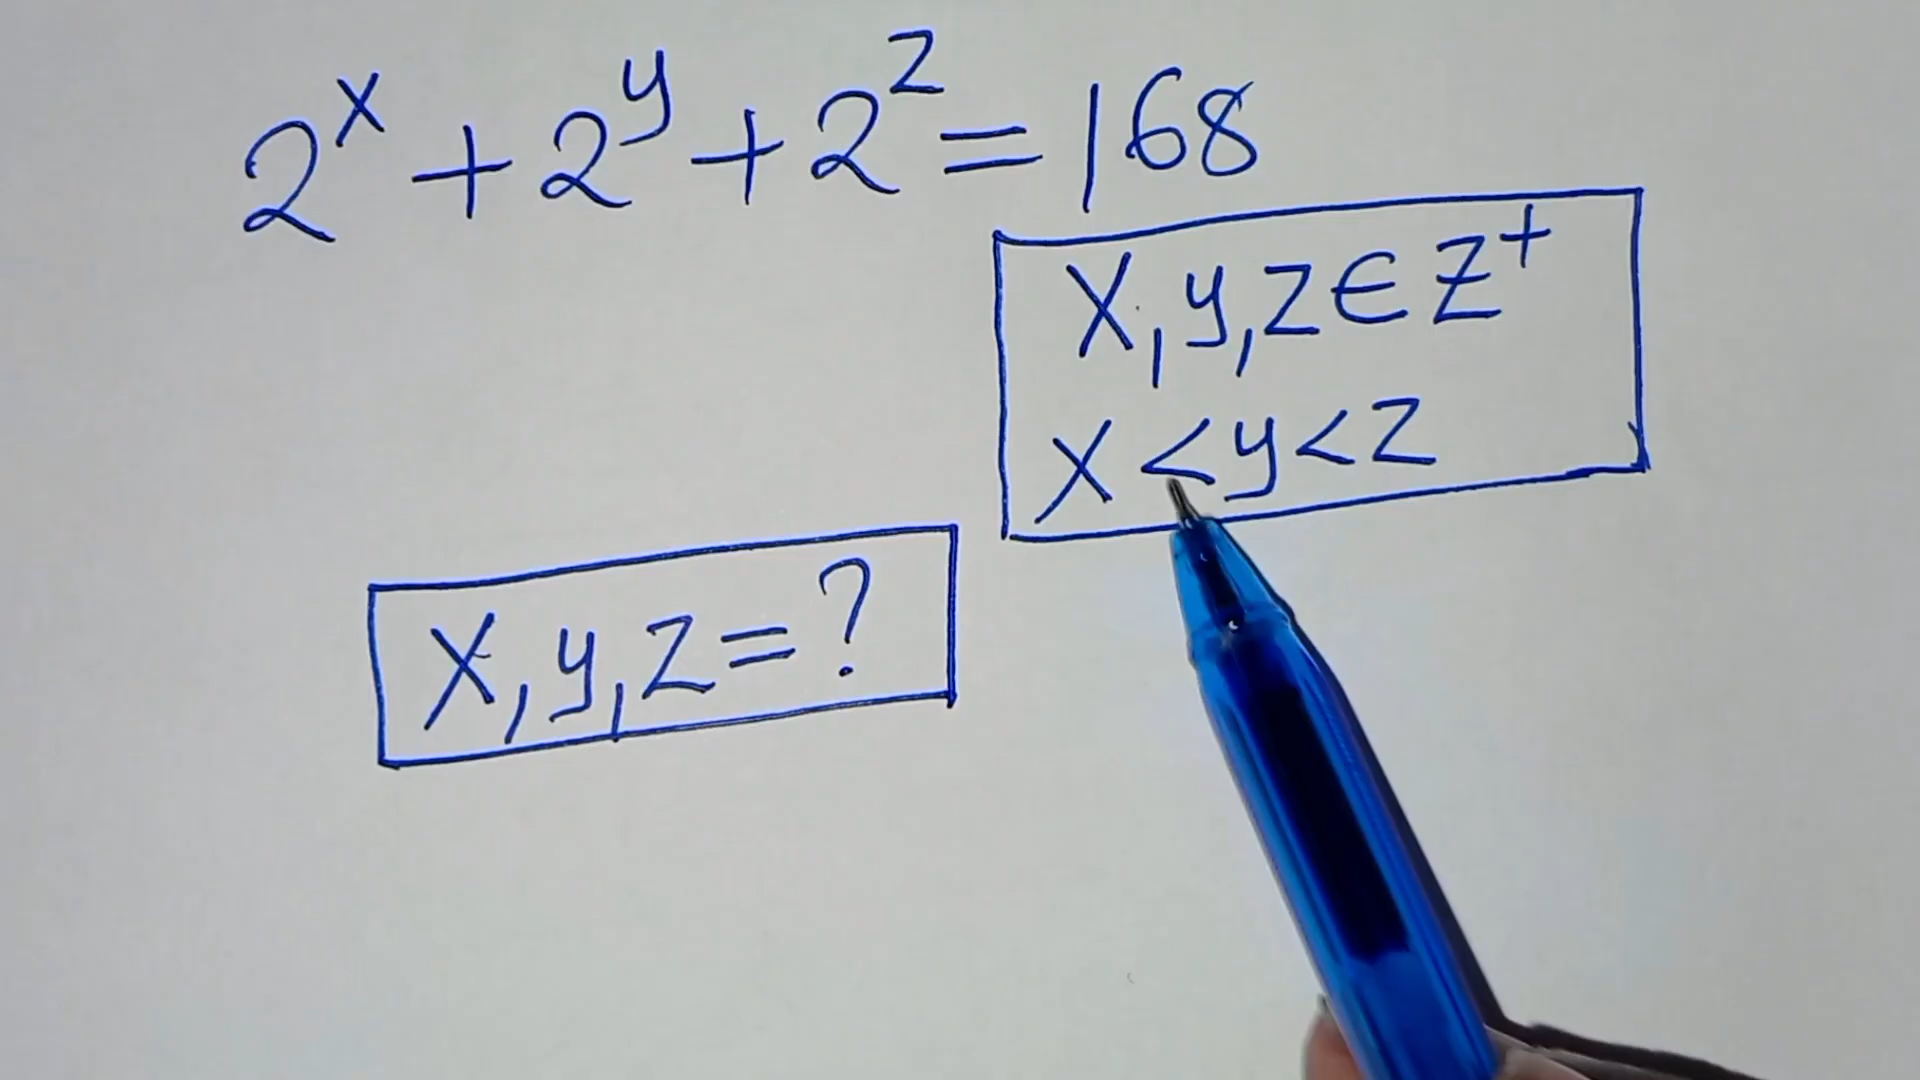 2^x + 2^y + 2^z = 168
x, y, z ∈ Z^+
x < y < z
x, y, z = ?